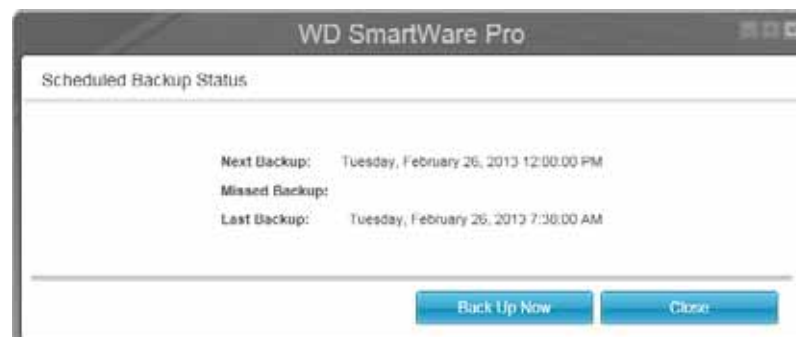 WD SmartWare Pro
Scheduled Backup Status
Next Backup: Tuesday, February 26, 2013 12:00:00 PM
Missed Backup:
Last Backup: Tuesday, February 26, 2013 7:30:00 AM
Back Up Now Close